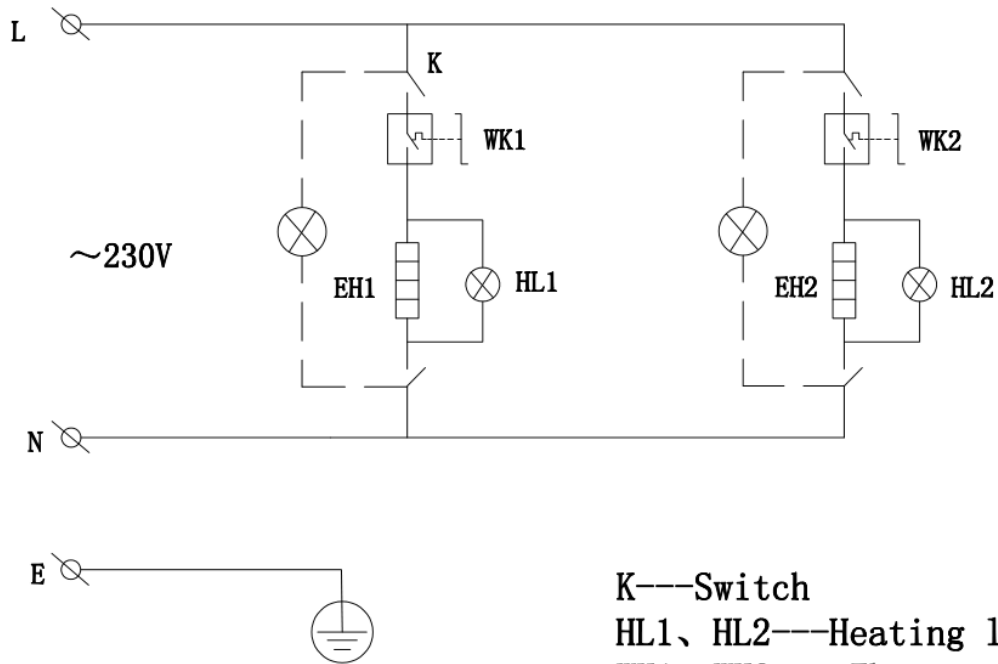 L
K
WK1
WK2
～230V
EH1
HL1
EH2
HL2
N
E
K---Switch
HL1、HL2---Heating